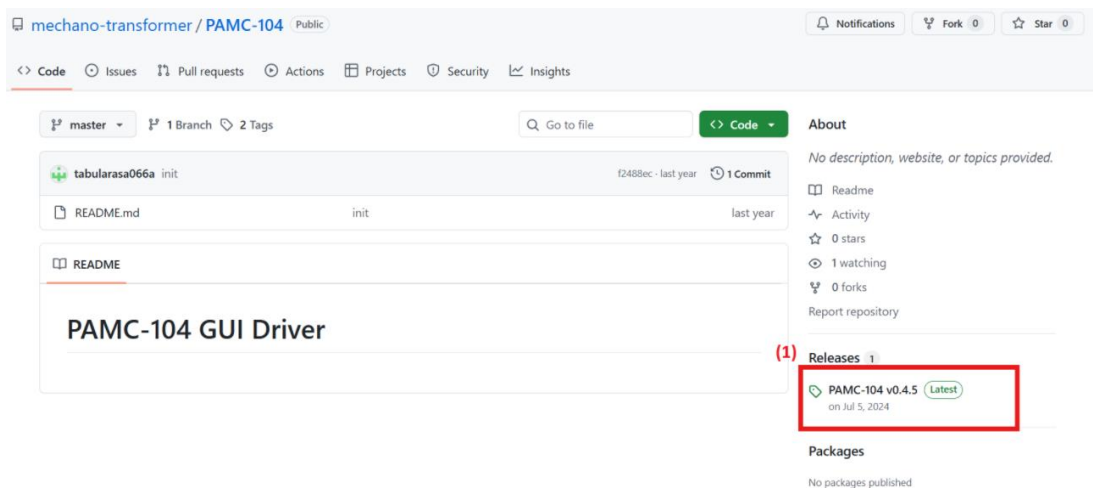 mechano-transformer / PAMC-104 Public
Notifications Fork 0 Star 0
Code Issues Pull requests Actions Projects Security Insights
master 1 Branch 2 Tags Go to file Code
tabularasa066a init f2488ec · last year 1 Commit
README.md init last year
README
PAMC-104 GUI Driver
About
No description, website, or topics provided.
Readme
Activity
0 stars
1 watching
0 forks
Report repository
(1)
Releases 1
PAMC-104 v0.4.5 Latest
on Jul 5, 2024
Packages
No packages published